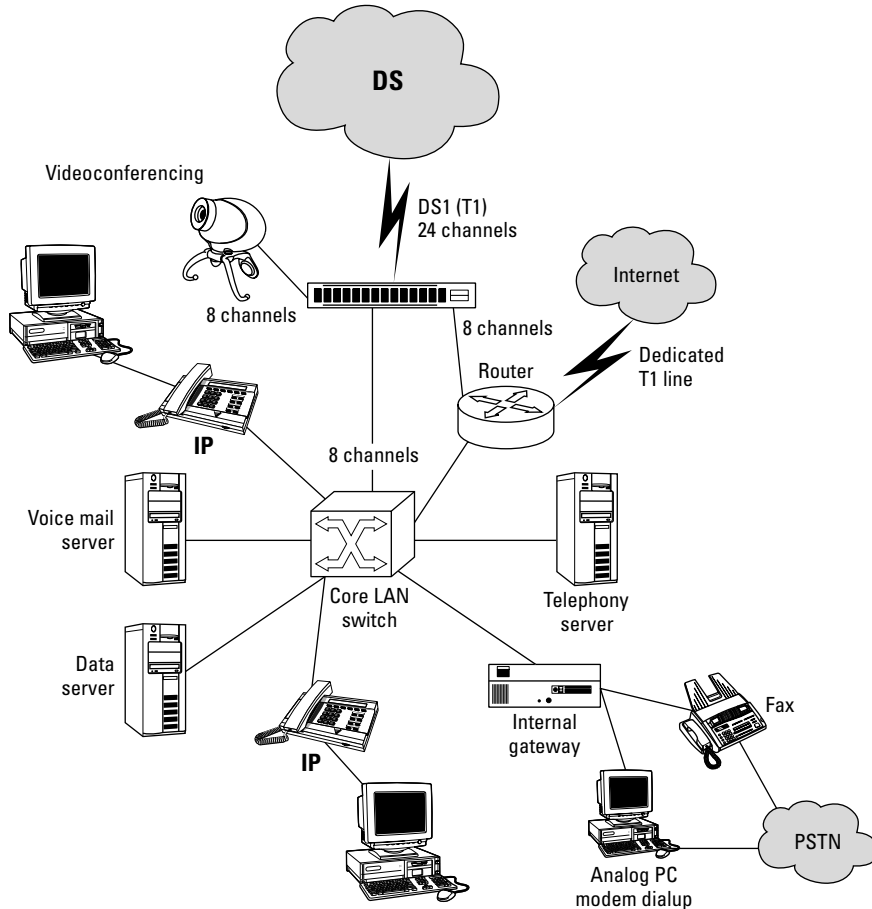 DS
Videoconferencing
DS1 (T1)
24 channels
Internet
8 channels
8 channels
Dedicated
T1 line
Router
IP
8 channels
Voice mail
server
Core LAN
switch
Telephony
server
Data
server
Internal
gateway
Fax
IP
PSTN
Analog PC
modem dialup